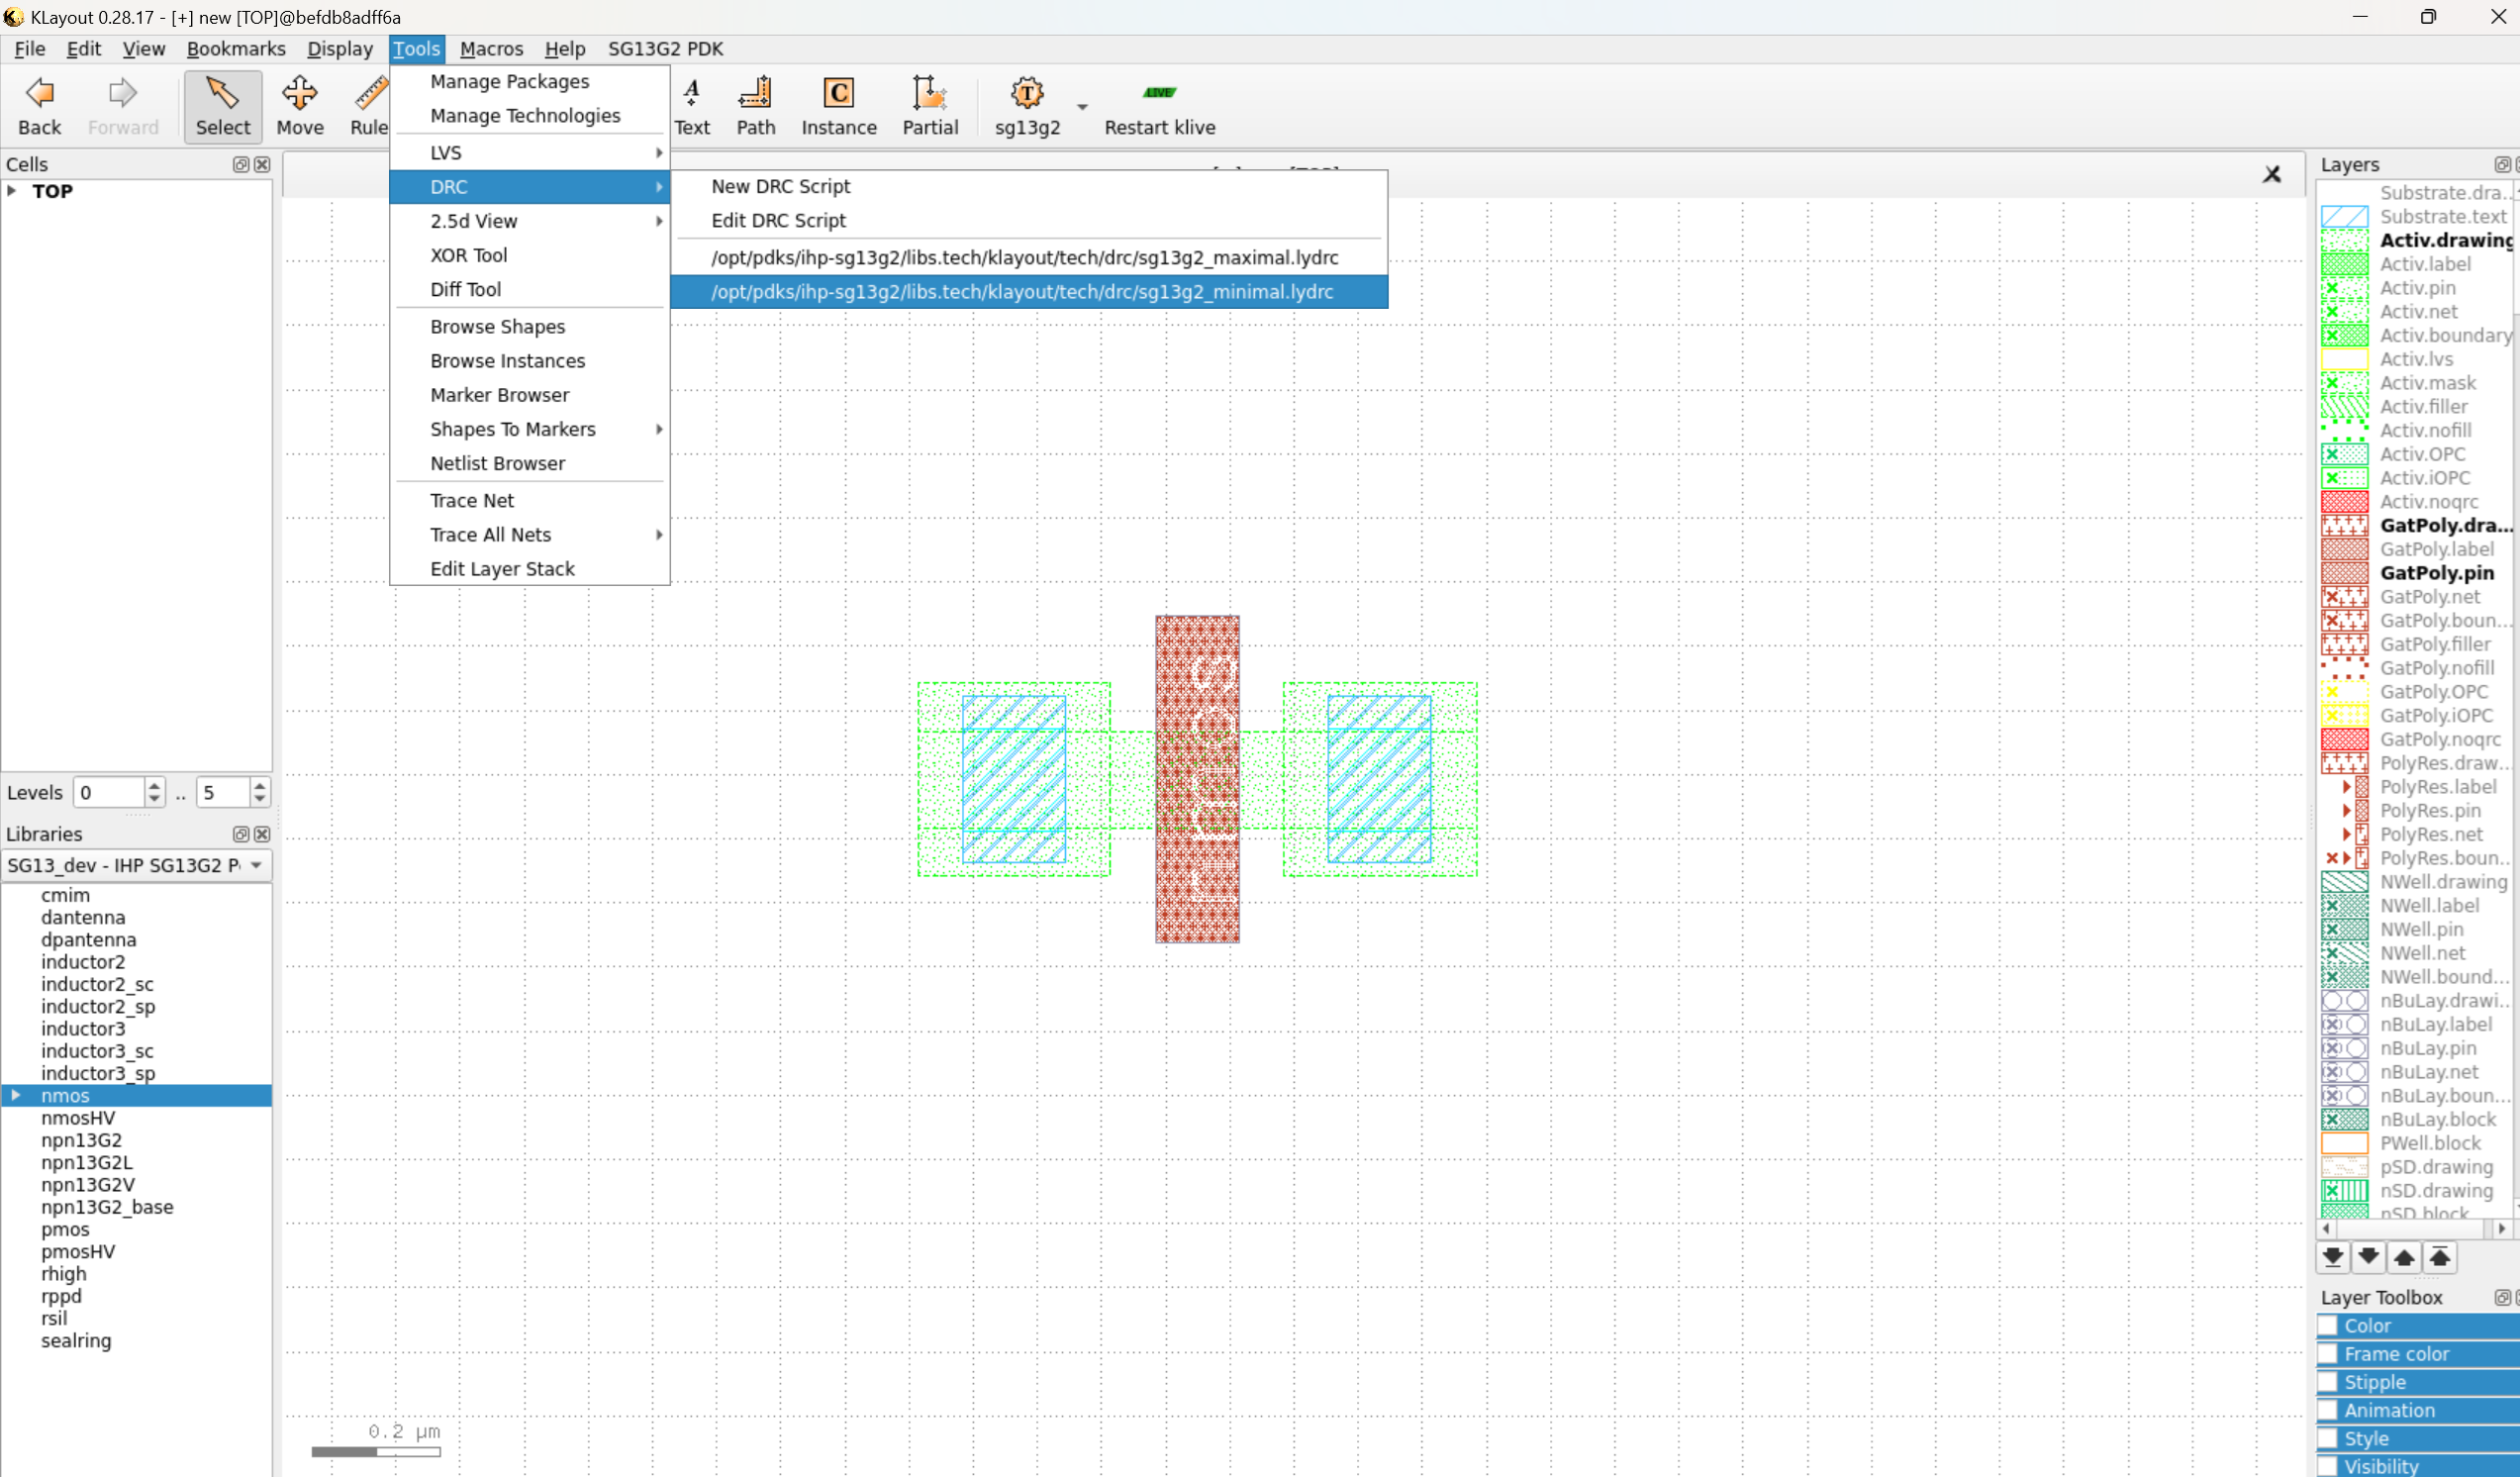 KLayout 0.28.17 - [+] new [TOP]@befdb8adff6a
File Edit View Bookmarks Display Tools Macros Help SG13G2 PDK
Back Forward Select Move Rule Text Path Instance Partial sg13g2 Restart klive
LIVE
Manage Packages
Manage Technologies
LVS
DRC
2.5d View
XOR Tool
Diff Tool
Browse Shapes
Browse Instances
Marker Browser
Shapes To Markers
Netlist Browser
Trace Net
Trace All Nets
Edit Layer Stack
New DRC Script
Edit DRC Script
/opt/pdks/ihp-sg13g2/libs.tech/klayout/tech/drc/sg13g2_maximal.lydrc
/opt/pdks/ihp-sg13g2/libs.tech/klayout/tech/drc/sg13g2_minimal.lydrc
Cells
TOP
Levels 0 .. 5
Libraries
SG13_dev - IHP SG13G2 P
cmim
dantenna
dpantenna
inductor2
inductor2_sc
inductor2_sp
inductor3
inductor3_sc
inductor3_sp
nmos
nmosHV
npn13G2
npn13G2L
npn13G2V
npn13G2_base
pmos
pmosHV
rhigh
rppd
rsil
sealring
nmos
0.2 µm
Layers
Substrate.dra...
Substrate.text
Activ.drawing
Activ.label
Activ.pin
Activ.net
Activ.boundary
Activ.lvs
Activ.mask
Activ.filler
Activ.nofill
Activ.OPC
Activ.iOPC
Activ.noqrc
GatPoly.dra...
GatPoly.label
GatPoly.pin
GatPoly.net
GatPoly.boun...
GatPoly.filler
GatPoly.nofill
GatPoly.OPC
GatPoly.iOPC
GatPoly.noqrc
PolyRes.draw...
PolyRes.label
PolyRes.pin
PolyRes.net
PolyRes.boun...
NWell.drawing
NWell.label
NWell.pin
NWell.net
NWell.bound...
nBuLay.drawi...
nBuLay.label
nBuLay.pin
nBuLay.net
nBuLay.boun...
nBuLay.block
PWell.block
pSD.drawing
nSD.drawing
nSD.block
Layer Toolbox
Color
Frame color
Stipple
Animation
Style
Visibility